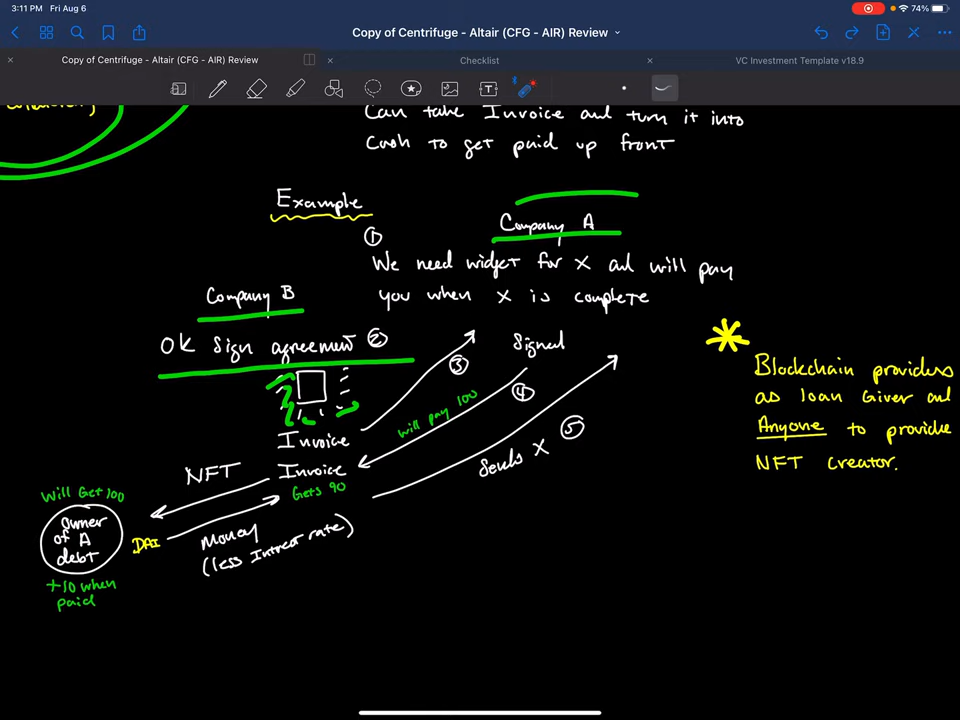 3:11 PM Fri Aug 6
74%
Copy of Centrifuge - Altair (CFG - AIR) Review
Copy of Centrifuge - Altair (CFG - AIR) Review
Checklist
VC Investment Template v18.9
Can take Invoice and turn it into
Cash to get paid up front
Example
Company A
1
We need widget for X and will pay
you when X is complete
Company B
OK Sign agreement 2
Signed
3
4
Will pay 100
Invoice
5
Sends X
NFT
Invoice
Gets 90
Will Get 100
Owner
of A
debt
DAI
Money
(less Interest rate)
+10 when
paid
Blockchain providers
as loan Giver and
Anyone to provide
NFT creator.